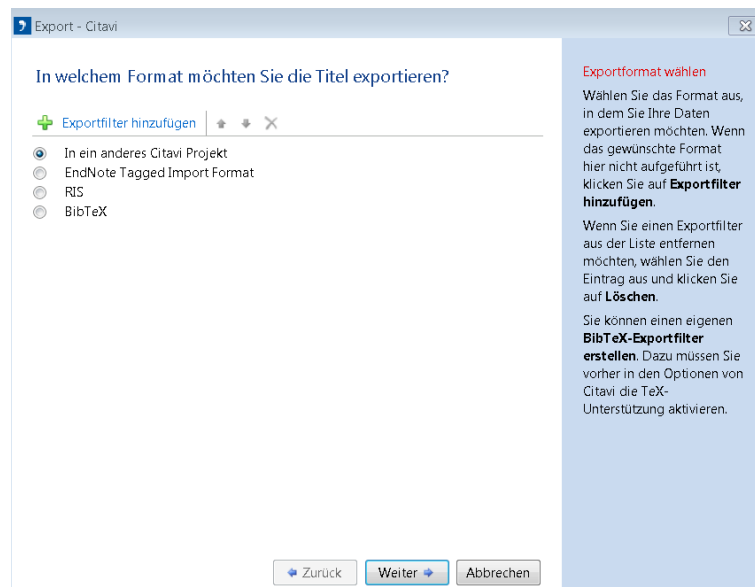 Export - Citavi
In welchem Format möchten Sie die Titel exportieren?
Exportfilter hinzufügen
In ein anderes Citavi Projekt
EndNote Tagged Import Format
RIS
BibTeX
Exportformat wählen
Wählen Sie das Format aus,
in dem Sie Ihre Daten
exportieren möchten. Wenn
das gewünschte Format
hier nicht aufgeführt ist,
klicken Sie auf Exportfilter
hinzufügen.
Wenn Sie einen Exportfilter
aus der Liste entfernen
möchten, wählen Sie den
Eintrag aus und klicken Sie
auf Löschen.
Sie können einen eigenen
BibTeX-Exportfilter
erstellen. Dazu müssen Sie
vorher in den Optionen von
Citavi die TeX-
Unterstützung aktivieren.
Zurück
Weiter
Abbrechen